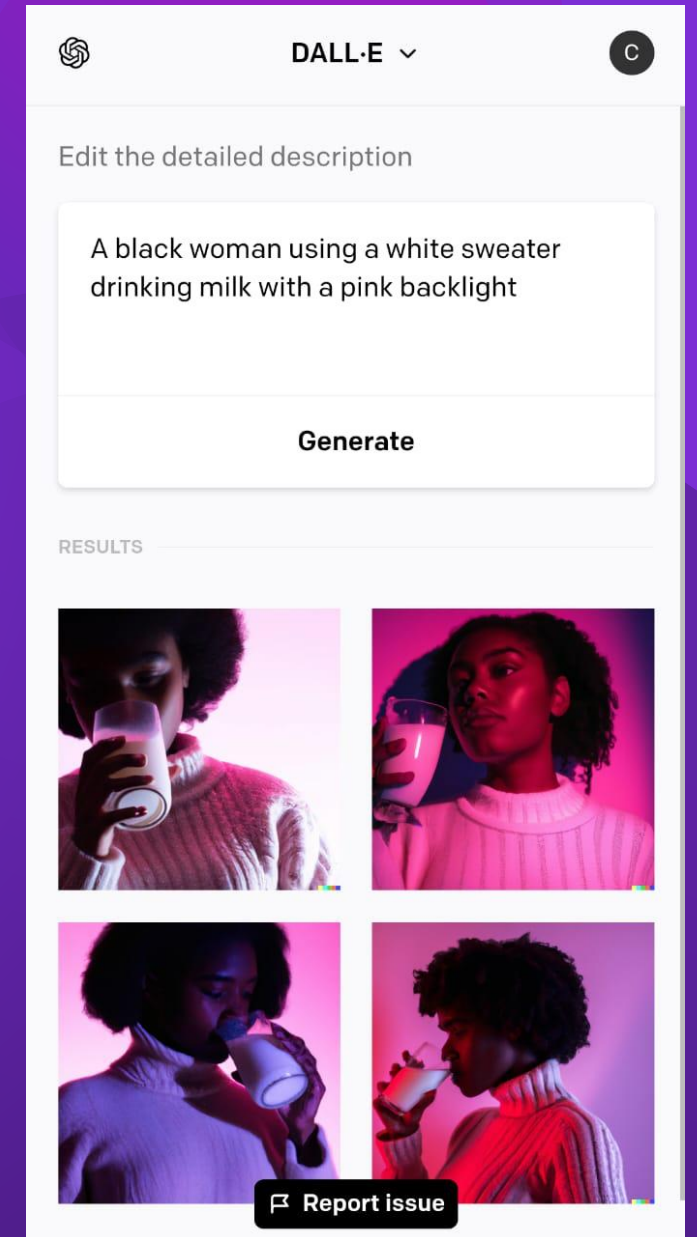 DALL·E
C
Edit the detailed description
A black woman using a white sweater
drinking milk with a pink backlight
Generate
RESULTS
Report issue